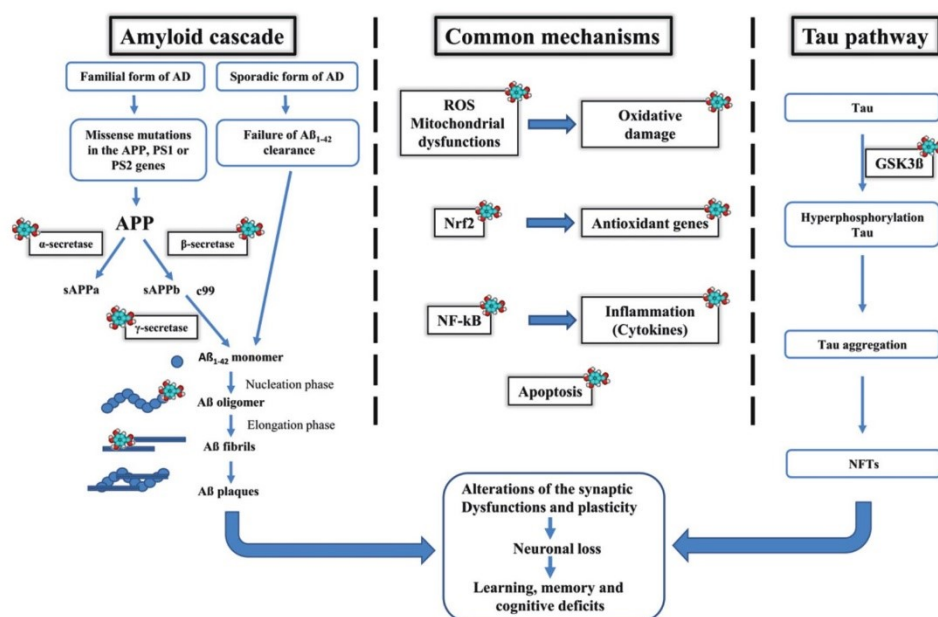 Amyloid cascade
Familial form of AD
Sporadic form of AD
Missense mutations
in the APP, PS1 or
PS2 genes
Failure of Aß₁₋₄₂
clearance
APP
α-secretase
β-secretase
sAPPa
sAPPb
c99
γ-secretase
Aß₁₋₄₂ monomer
Nucleation phase
Aß oligomer
Elongation phase
Aß fibrils
Aß plaques
Common mechanisms
ROS
Mitochondrial
dysfunctions
Oxidative
damage
Nrf2
Antioxidant genes
NF-kB
Inflammation
(Cytokines)
Apoptosis
Tau pathway
Tau
GSK3ß
Hyperphosphorylation
Tau
Tau aggregation
NFTs
Alterations of the synaptic
Dysfunctions and plasticity
Neuronal loss
Learning, memory and
cognitive deficits